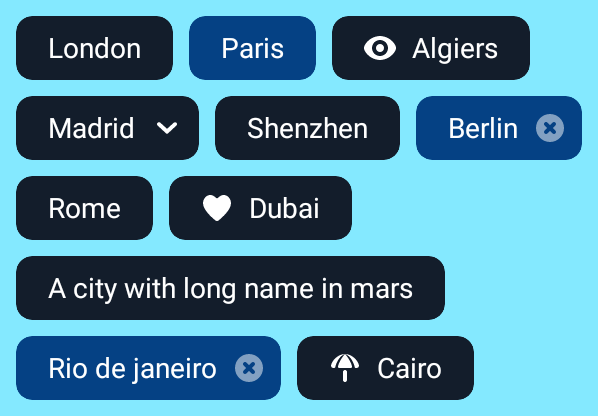 London Paris Algiers
Madrid Shenzhen Berlin
Rome Dubai
A city with long name in mars
Rio de janeiro Cairo